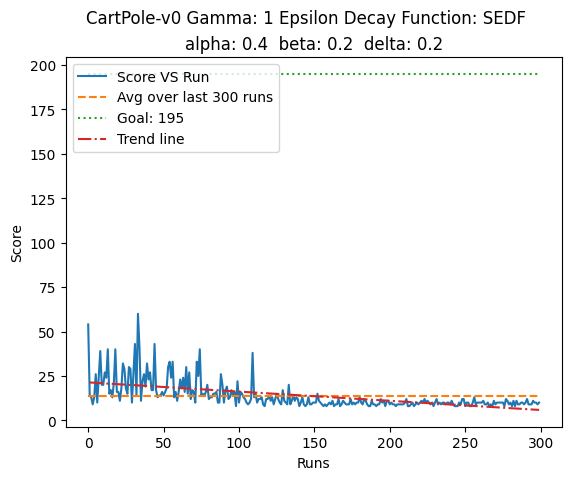 CartPole-v0 Gamma: 1 Epsilon Decay Function: SEDF
alpha: 0.4  beta: 0.2  delta: 0.2
Score VS Run
Avg over last 300 runs
Goal: 195
Trend line
200
175
150
125
100
75
50
25
0
Score
0 50 100 150 200 250 300
Runs